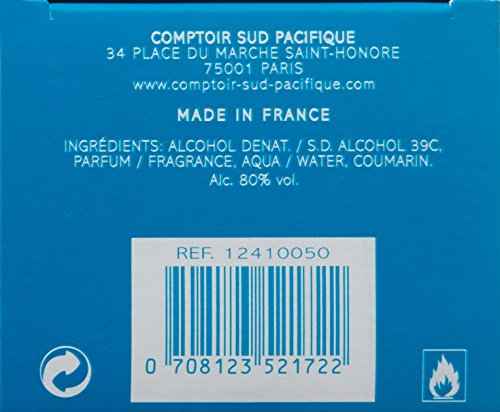 COMPTOIR SUD PACIFIQUE
34 PLACE DU MARCHE SAINT-HONORE
75001 PARIS
www.comptoir-sud-pacifique.com
MADE IN FRANCE
INGRÉDIENTS: ALCOHOL DENAT. / S.D. ALCOHOL 39C,
PARFUM / FRAGRANCE, AQUA / WATER, COUMARIN.
Alc. 80% vol.
REF. 12410050
0 708123 521722